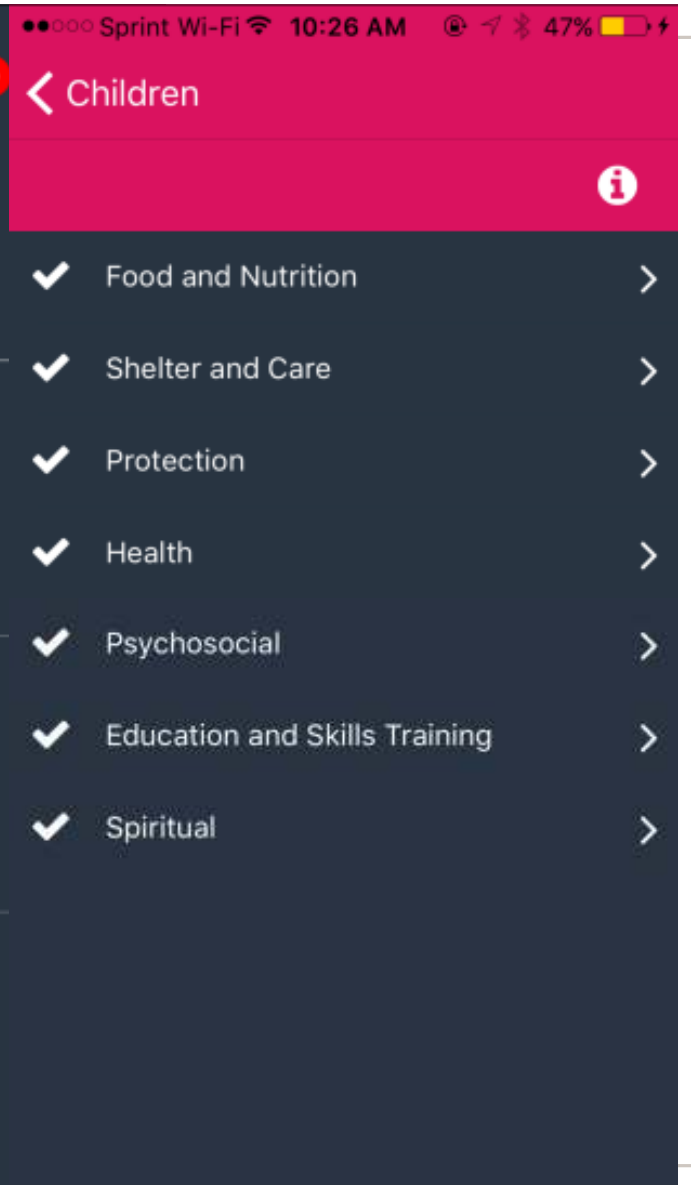 Sprint Wi-Fi 10:26 AM 47%
Children
Food and Nutrition
Shelter and Care
Protection
Health
Psychosocial
Education and Skills Training
Spiritual